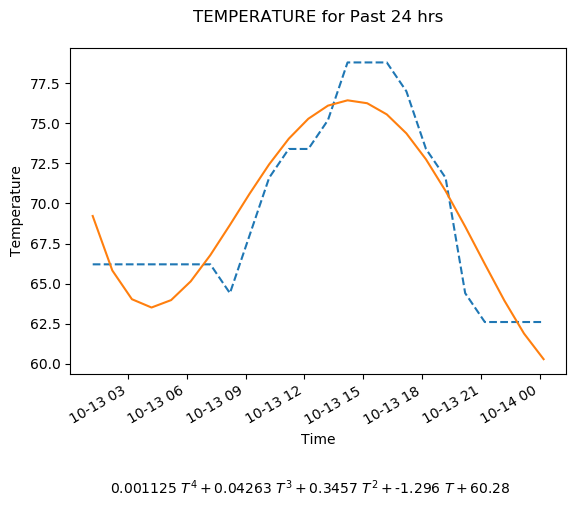 TEMPERATURE for Past 24 hrs
77.5
75.0
72.5
70.0
67.5
65.0
62.5
60.0
Temperature
10-13 03 10-13 06 10-13 09 10-13 12 10-13 15 10-13 18 10-13 21 10-14 00
Time
0.001125 T⁴ + 0.04263 T³ + 0.3457 T² + -1.296 T + 60.28